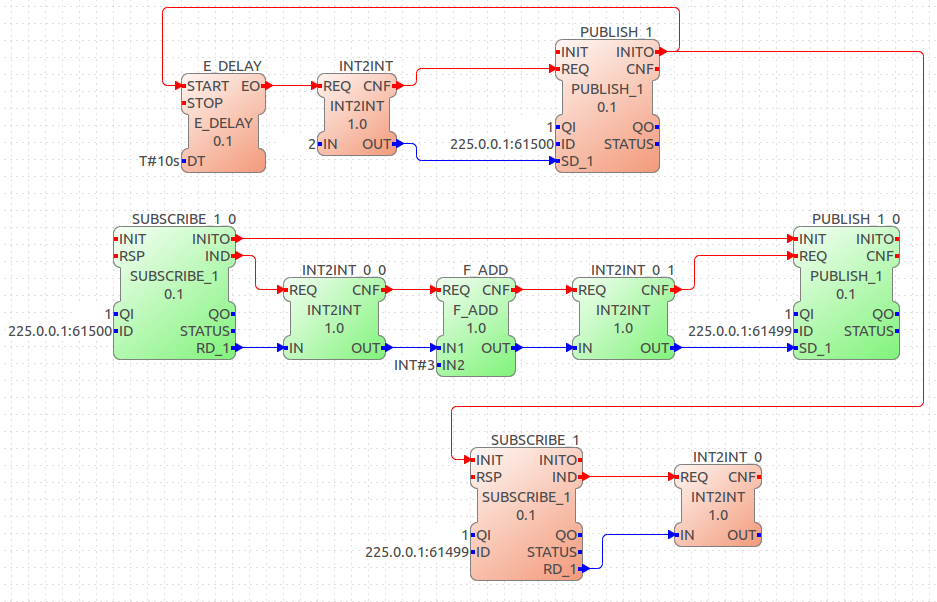 PUBLISH_1
INIT INITO
REQ CNF
PUBLISH_1
0.1
1 QI QO
225.0.0.1:61500 ID STATUS
SD_1
E_DELAY
START EO
STOP
E_DELAY
0.1
T#10s DT
INT2INT
REQ CNF
INT2INT
1.0
2 IN OUT
SUBSCRIBE_1_0
INIT INITO
RSP IND
SUBSCRIBE_1
0.1
1 QI QO
225.0.0.1:61500 ID STATUS
RD_1
INT2INT_0_0
REQ CNF
INT2INT
1.0
IN OUT
F_ADD
REQ CNF
F_ADD
1.0
IN1 OUT
INT#3 IN2
INT2INT_0_1
REQ CNF
INT2INT
1.0
IN OUT
PUBLISH_1_0
INIT INITO
REQ CNF
PUBLISH_1
0.1
1 QI QO
225.0.0.1:61499 ID STATUS
SD_1
SUBSCRIBE_1
INIT INITO
RSP IND
SUBSCRIBE_1
0.1
1 QI QO
225.0.0.1:61499 ID STATUS
RD_1
INT2INT_0
REQ CNF
INT2INT
1.0
IN OUT